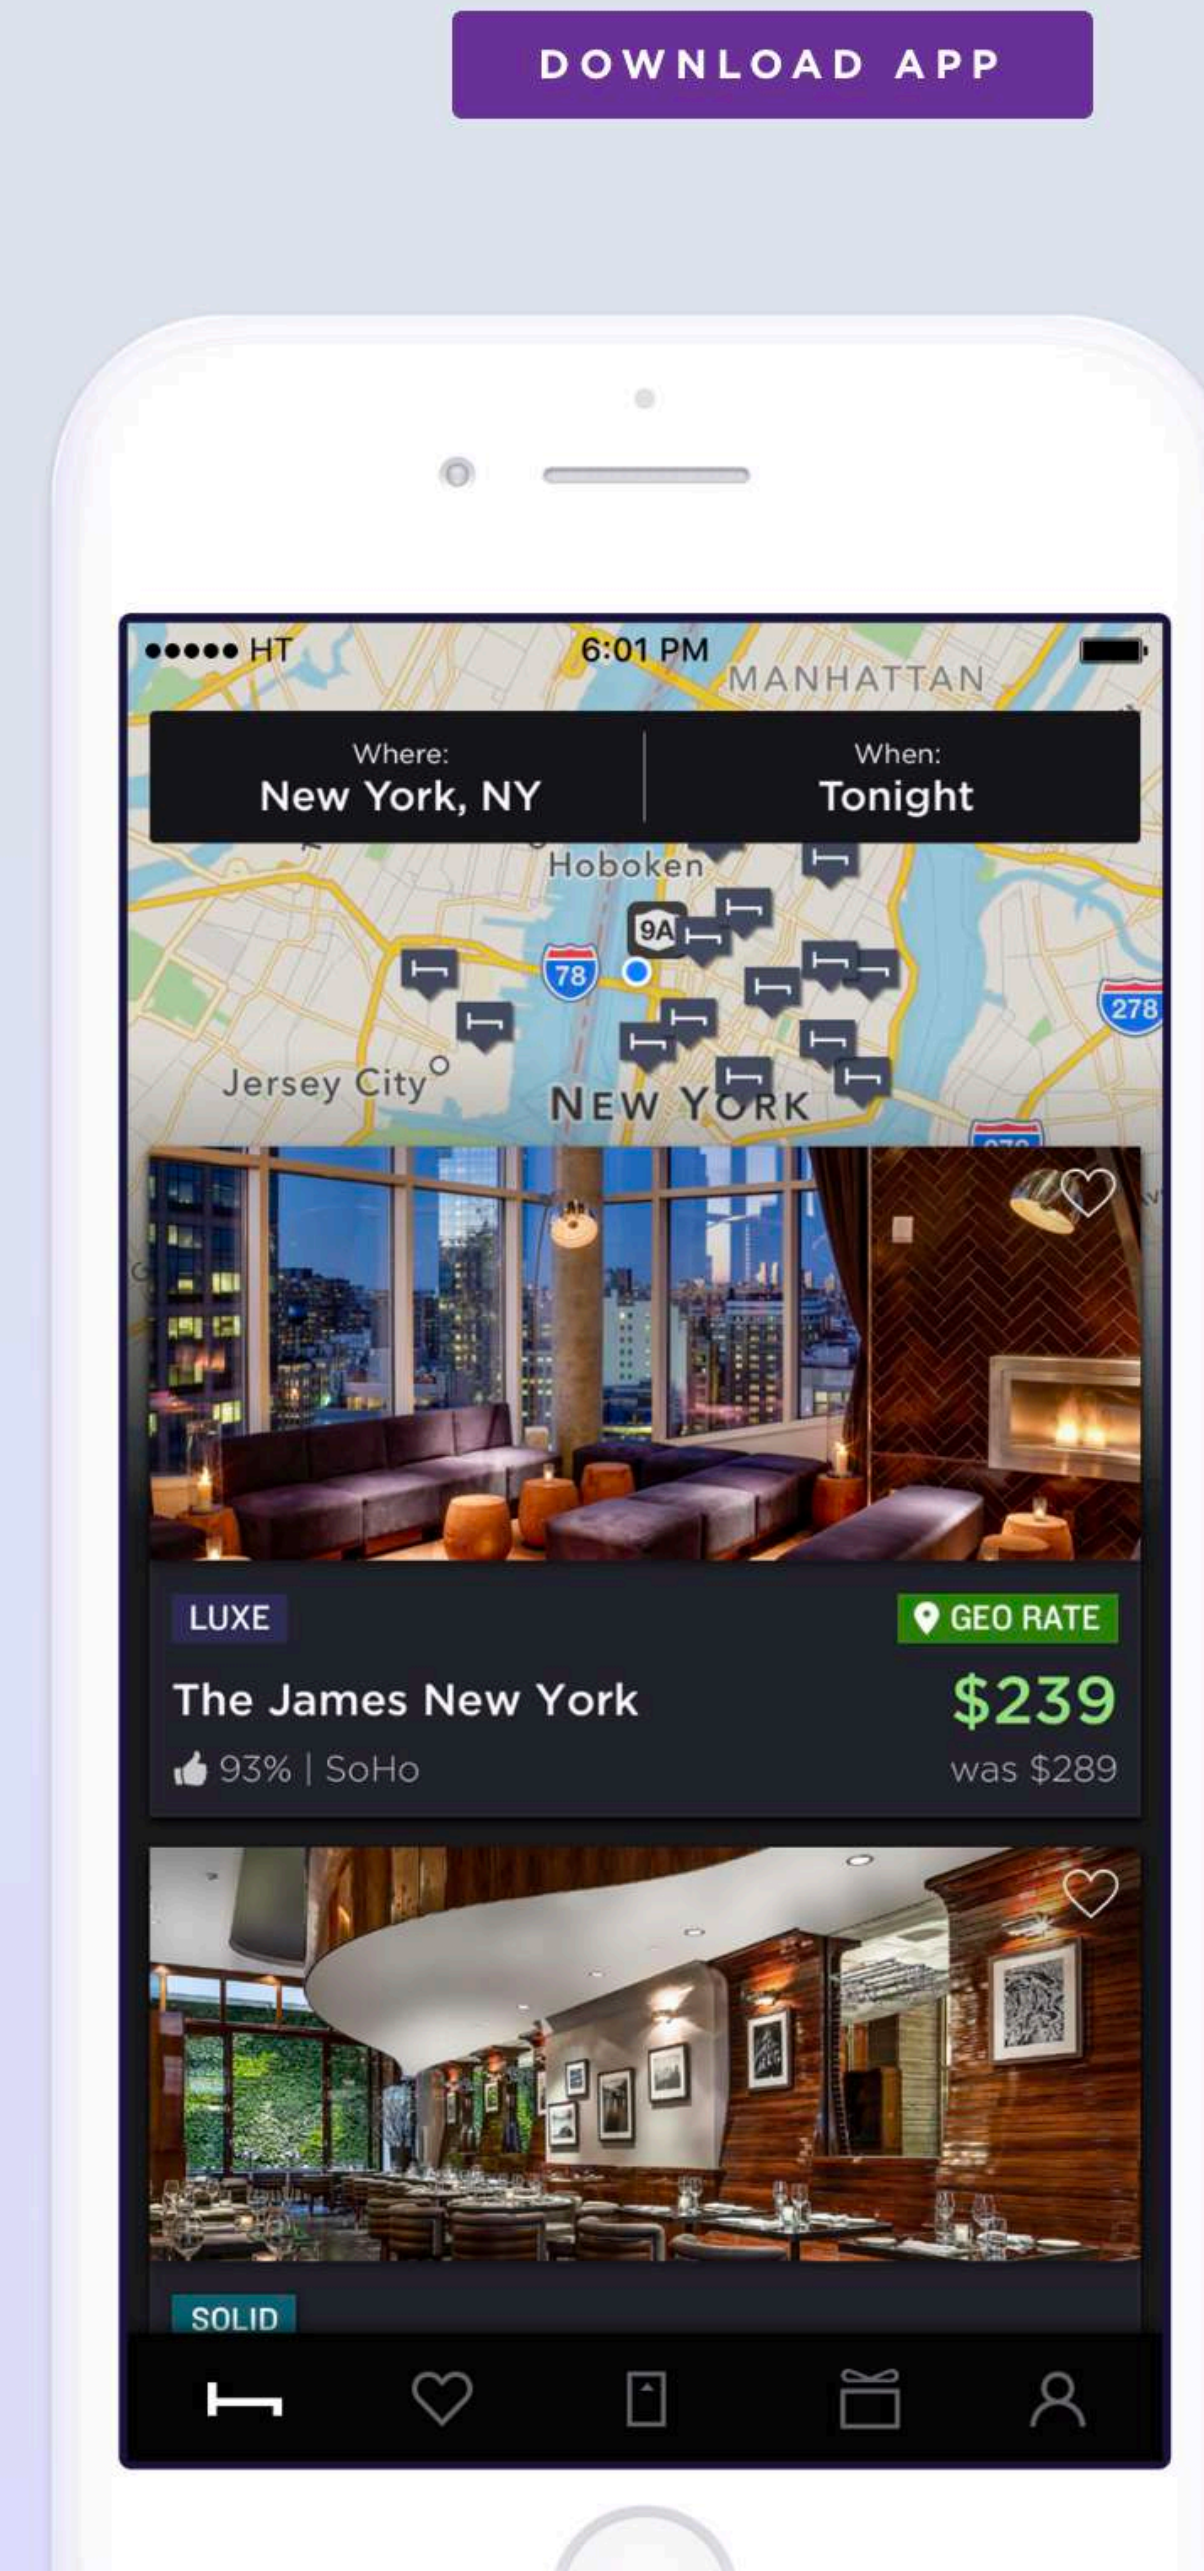 DOWNLOAD APP
HT
6:01 PM
MANHATTAN
Where:
New York, NY
When:
Tonight
Hoboken
9A
78
278
Jersey City
NEW YORK
278
LUXE
GEO RATE
The James New York
$239
93% | SoHo
was $289
SOLID